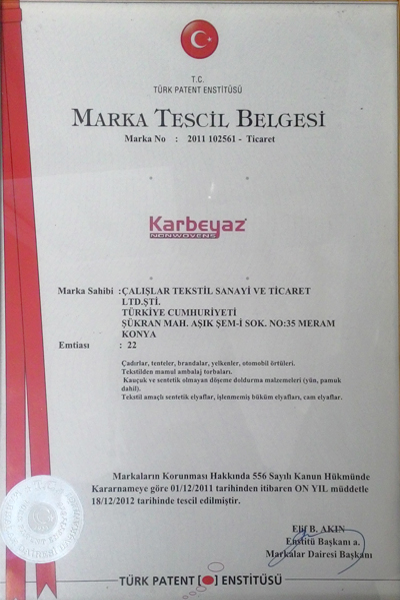 T.C.
TÜRK PATENT ENSTİTÜSÜ
MARKA TESCİL BELGESİ
Marka No : 2011 102561 - Ticaret
Karbeyaz
NONWOVENS
Marka Sahibi :ÇALIŞLAR TEKSTİL SANAYİ VE TİCARET
LTD.ŞTİ.
TÜRKİYE CUMHURİYETİ
ŞÜKRAN MAH. AŞIK ŞEM-İ SOK. NO:35 MERAM
KONYA
Emtiası : 22
Çadırlar, tenteler, brandalar, yelkenler, otomobil örtüleri.
Tekstilden mamul ambalaj torbaları.
Kauçuk ve sentetik olmayan döşeme doldurma malzemeleri (yün, pamuk
dahil).
Tekstil amaçlı sentetik elyaflar, işlenmemiş büküm elyafları, cam elyaflar.
Markaların Korunması Hakkında 556 Sayılı Kanun Hükmünde
Kararnameye göre 01/12/2011 tarihinden itibaren ON YIL müddetle
18/12/2012 tarihinde tescil edilmiştir.
Elif B. AKIN
Enstitü Başkanı a.
Markalar Dairesi Başkanı
TÜRK PATENT ENSTİTÜSÜ